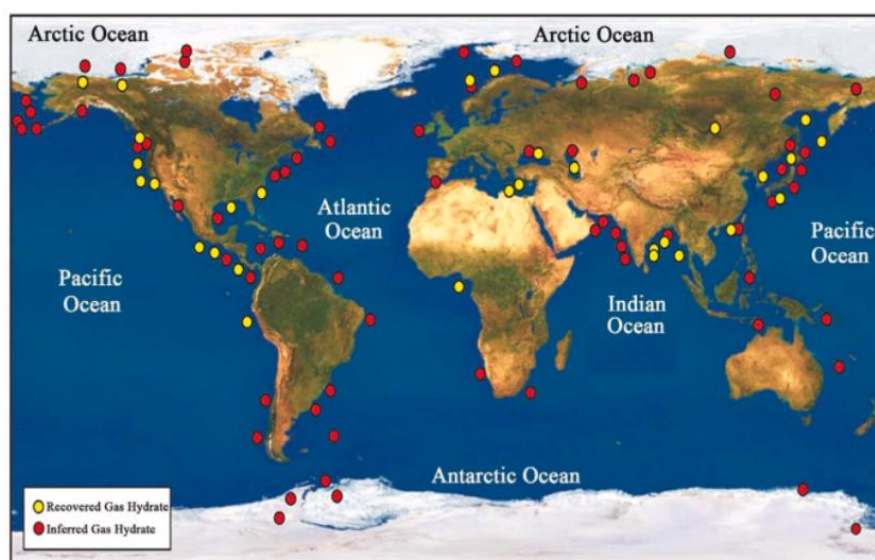 Arctic Ocean
Arctic Ocean
Atlantic
Ocean
Pacific
Ocean
Pacific
Ocean
Indian
Ocean
Antarctic Ocean
Recovered Gas Hydrate
Inferred Gas Hydrate